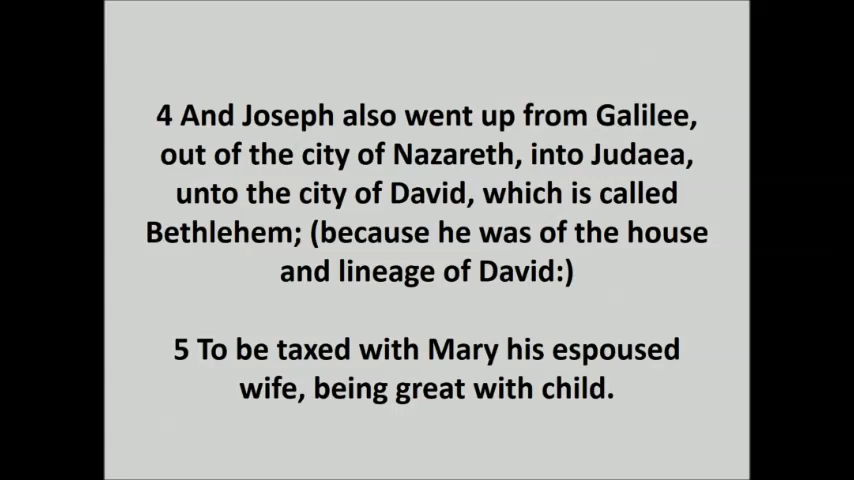 4 And Joseph also went up from Galilee,
out of the city of Nazareth, into Judaea,
unto the city of David, which is called
Bethlehem; (because he was of the house
and lineage of David:)
5 To be taxed with Mary his espoused
wife, being great with child.